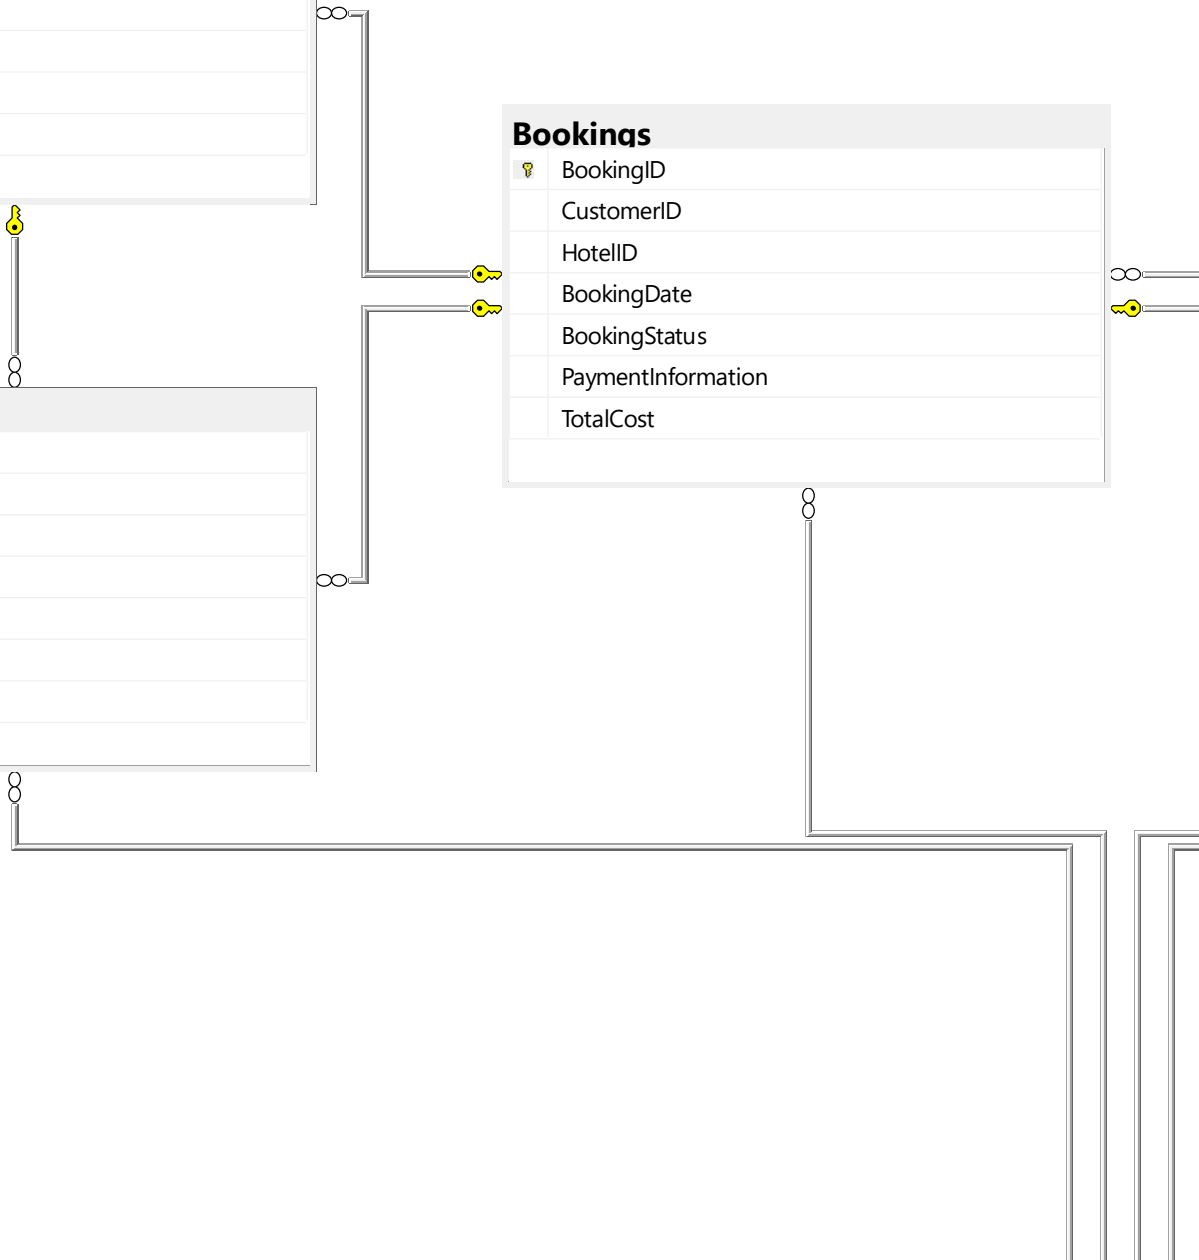 Bookings
BookingID
CustomerID
HotelID
BookingDate
BookingStatus
PaymentInformation
TotalCost